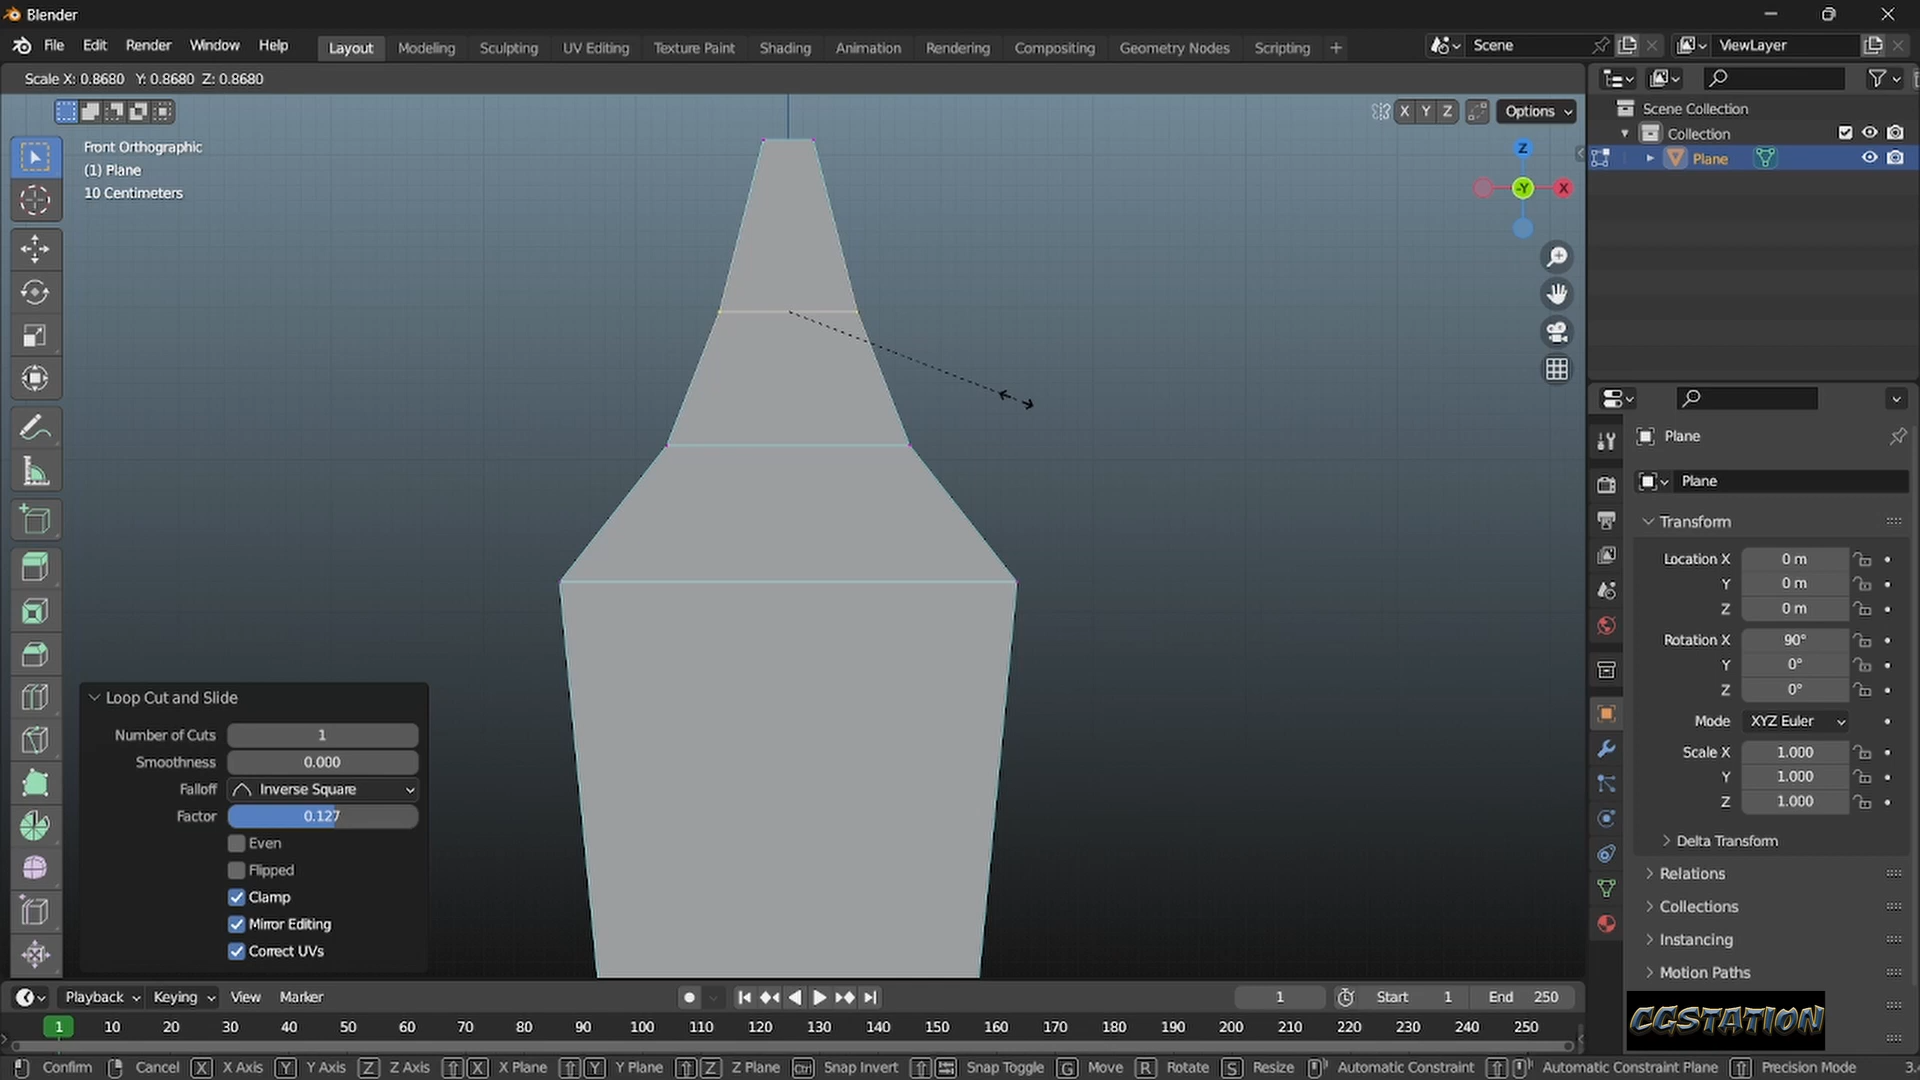 Blender
File Edit Render Window Help Layout Modeling Sculpting UV Editing Texture Paint Shading Animation Rendering Compositing Geometry Nodes Scripting + Scene ViewLayer
Scale X: 0.8680 Y: 0.8680 Z: 0.8680
X Y Z Options
Front Orthographic
(1) Plane
10 Centimeters
Z
-Y X
Loop Cut and Slide
Number of Cuts 1
Smoothness 0.000
Falloff Inverse Square
Factor 0.127
Even
Flipped
Clamp
Mirror Editing
Correct UVs
Scene Collection
Collection
Plane
Plane
Plane
Transform
Location X 0 m
Y 0 m
Z 0 m
Rotation X 90°
Y 0°
Z 0°
Mode XYZ Euler
Scale X 1.000
Y 1.000
Z 1.000
Delta Transform
Relations
Collections
Instancing
Motion Paths
CGSTATION
Playback Keying View Marker 1 Start 1 End 250
1 10 20 30 40 50 60 70 80 90 100 110 120 130 140 150 160 170 180 190 200 210 220 230 240 250
Confirm Cancel X X Axis Y Y Axis Z Z Axis X X Plane Y Y Plane Z Z Plane Ctrl Snap Invert Snap Toggle G Move R Rotate S Resize Automatic Constraint Automatic Constraint Plane Precision Mode 3.